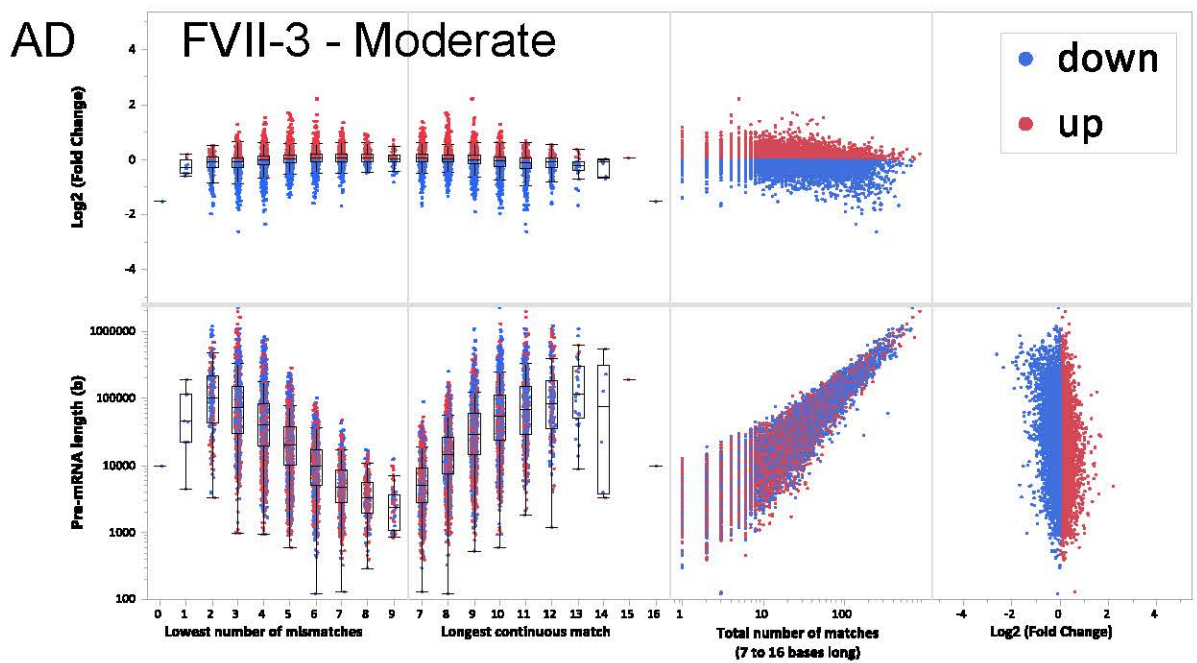 AD
FVII-3 - Moderate
down
up
Log2 (Fold Change)
4
2
0
-2
-4
Pre-mRNA length (b)
1000000
100000
10000
1000
100
0 1 2 3 4 5 6 7 8 9
Lowest number of mismatches
7 8 9 10 11 12 13 14 15 16
Longest continuous match
1 10 100
Total number of matches
(7 to 16 bases long)
-4 -2 0 2 4
Log2 (Fold Change)